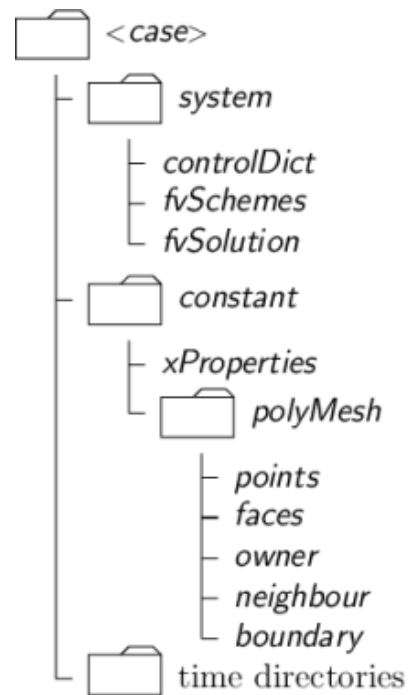 <case>
system
controlDict
fvSchemes
fvSolution
constant
xProperties
polyMesh
points
faces
owner
neighbour
boundary
time directories